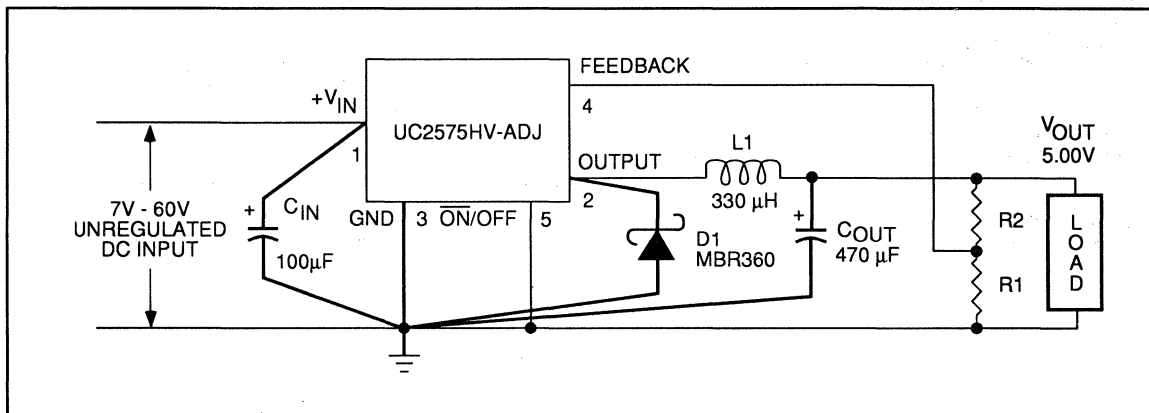 FEEDBACK
+VIN
4
UC2575HV-ADJ
1
OUTPUT
2
L1
330 µH
VOUT
5.00V
7V - 60V
UNREGULATED
DC INPUT
+
CIN
100µF
GND
3
ON/OFF
5
D1
MBR360
+
COUT
470 µF
R2
R1
LOAD